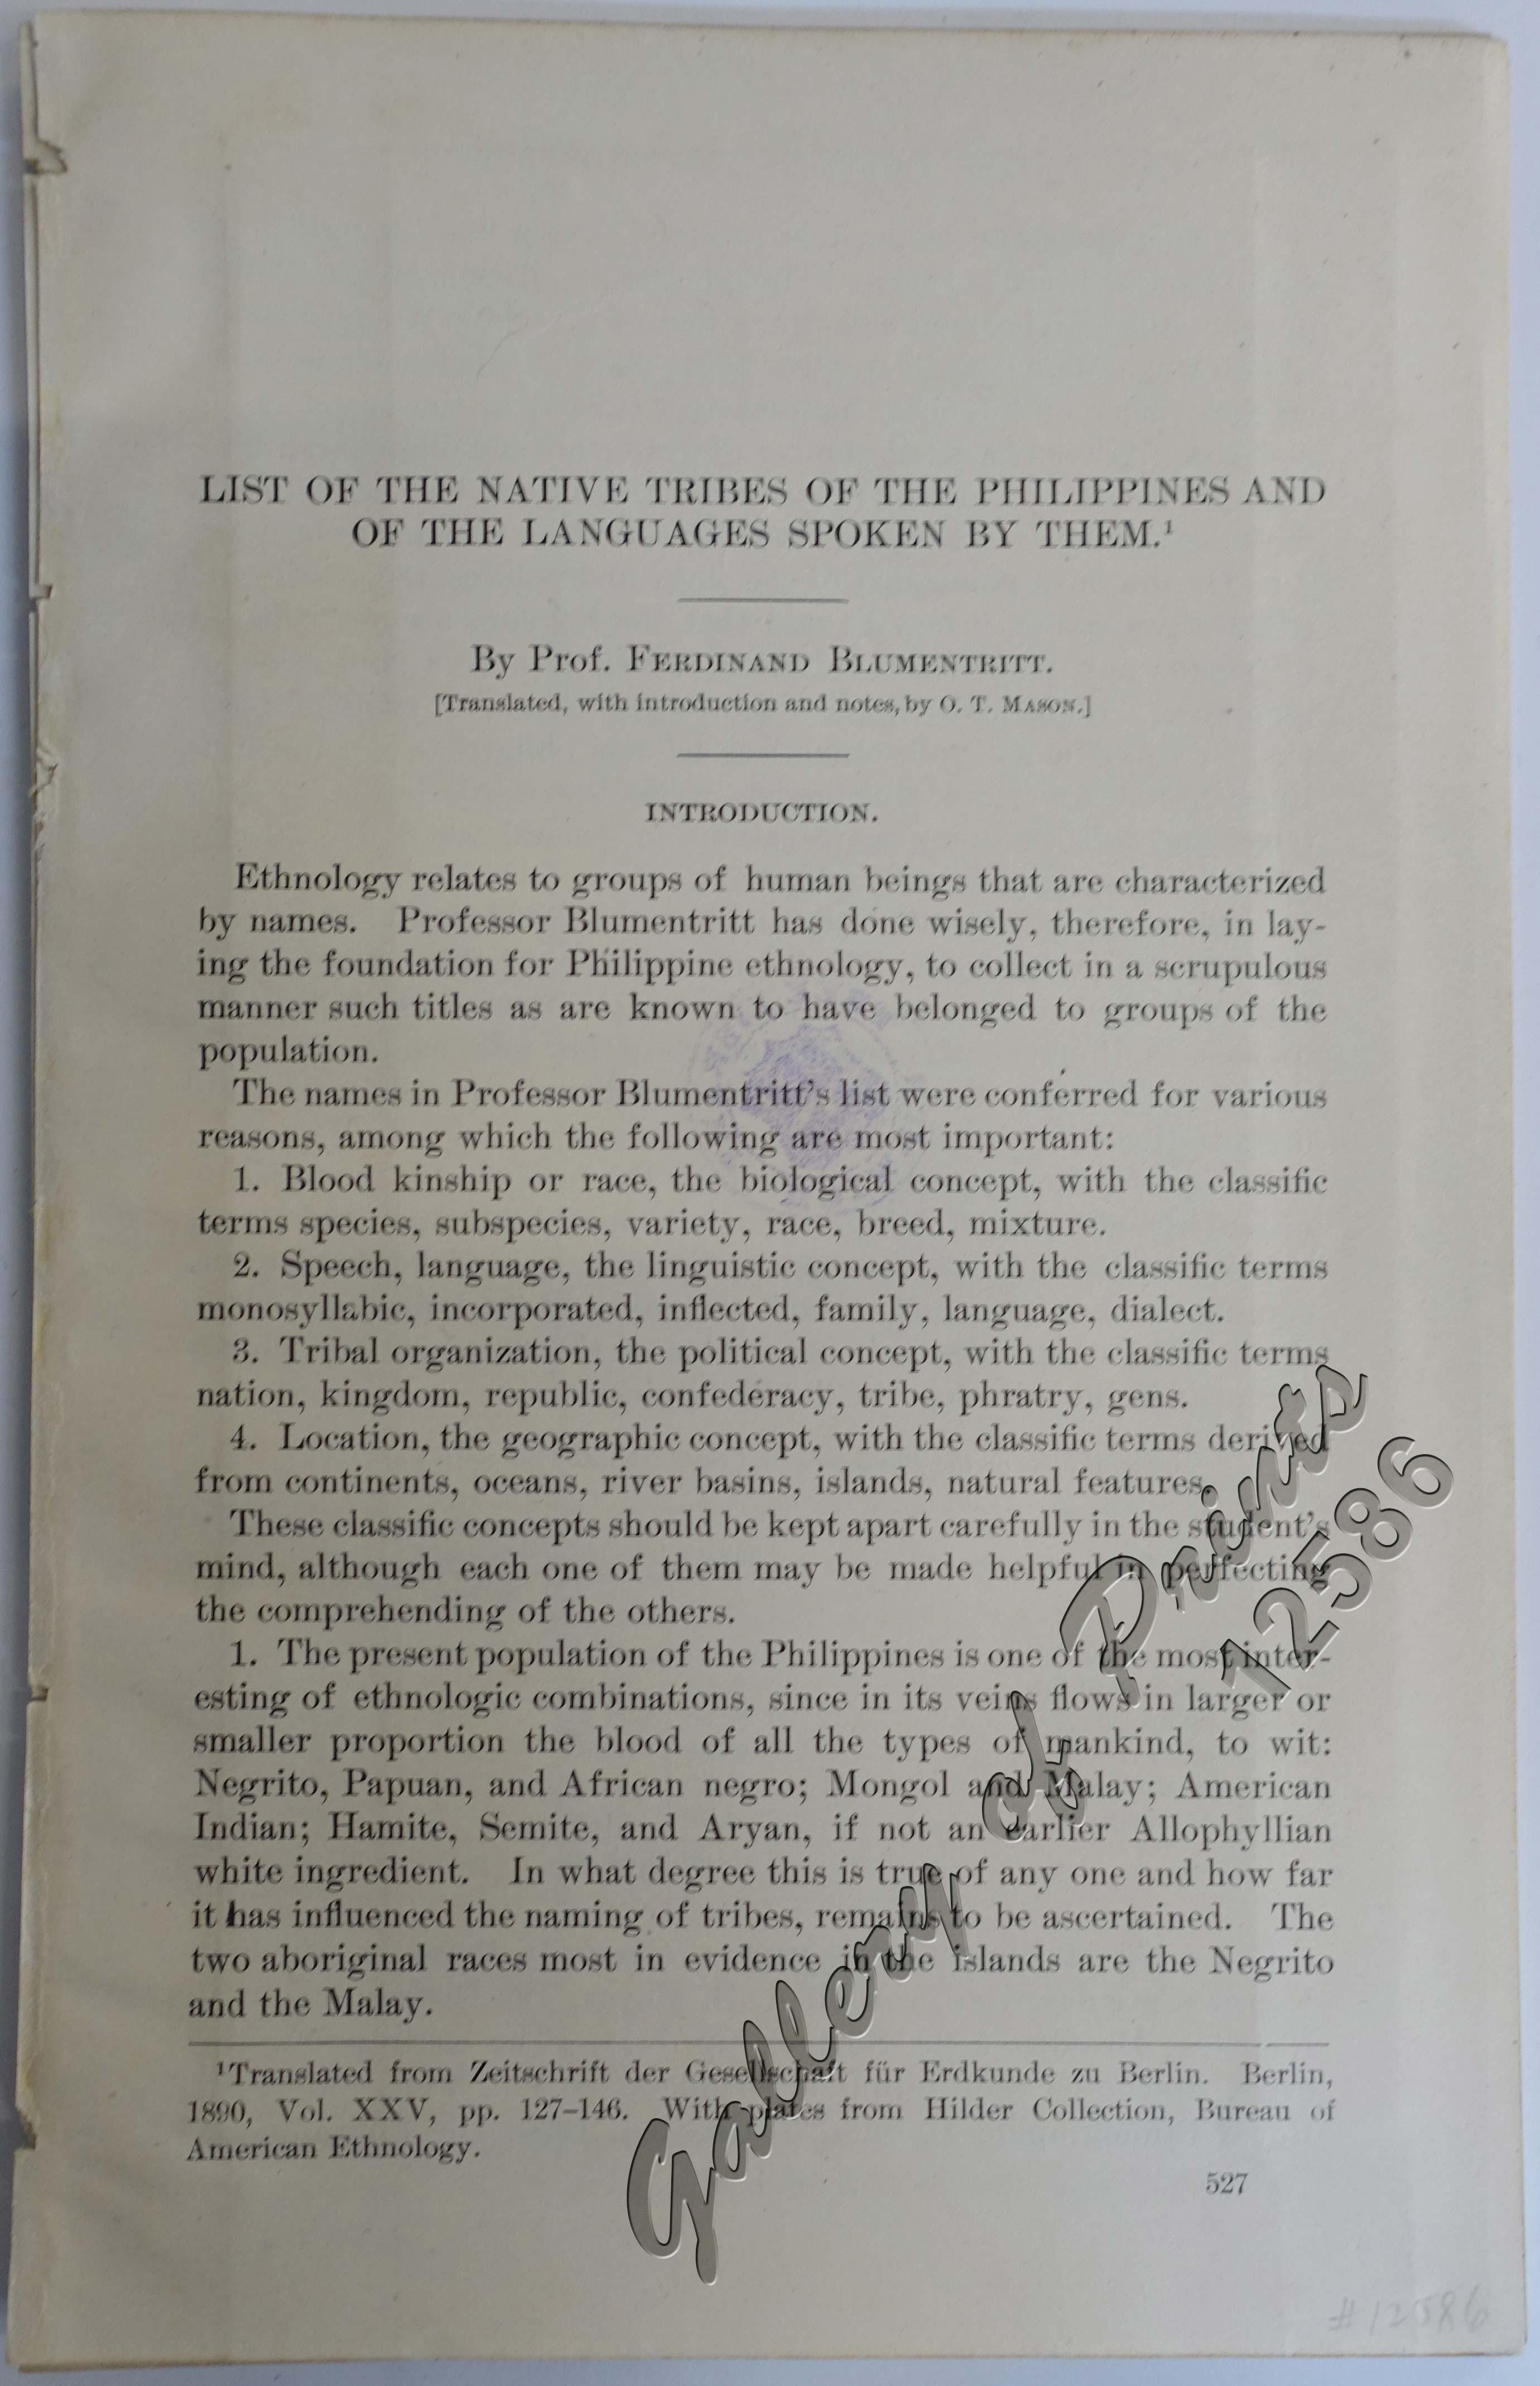 LIST OF THE NATIVE TRIBES OF THE PHILIPPINES AND
OF THE LANGUAGES SPOKEN BY THEM.¹
By Prof. FERDINAND BLUMENTRITT.
[Translated, with introduction and notes, by O. T. MASON.]
INTRODUCTION.
Ethnology relates to groups of human beings that are characterized
by names. Professor Blumentritt has done wisely, therefore, in lay-
ing the foundation for Philippine ethnology, to collect in a scrupulous
manner such titles as are known to have belonged to groups of the
population.
The names in Professor Blumentritt's list were conferred for various
reasons, among which the following are most important:
1. Blood kinship or race, the biological concept, with the classific
terms species, subspecies, variety, race, breed, mixture.
2. Speech, language, the linguistic concept, with the classific terms
monosyllabic, incorporated, inflected, family, language, dialect.
3. Tribal organization, the political concept, with the classific terms
nation, kingdom, republic, confederacy, tribe, phratry, gens.
4. Location, the geographic concept, with the classific terms derived
from continents, oceans, river basins, islands, natural features.
These classific concepts should be kept apart carefully in the student's
mind, although each one of them may be made helpful in perfecting
the comprehending of the others.
1. The present population of the Philippines is one of the most inter-
esting of ethnologic combinations, since in its veins flows in larger or
smaller proportion the blood of all the types of mankind, to wit:
Negrito, Papuan, and African negro; Mongol and Malay; American
Indian; Hamite, Semite, and Aryan, if not an earlier Allophyllian
white ingredient. In what degree this is true of any one and how far
it has influenced the naming of tribes, remains to be ascertained. The
two aboriginal races most in evidence in the islands are the Negrito
and the Malay.
¹Translated from Zeitschrift der Gesellschaft für Erdkunde zu Berlin. Berlin,
1890, Vol. XXV, pp. 127–146. With plates from Hilder Collection, Bureau of
American Ethnology.
527
Gallery of Prints
12586
#12586